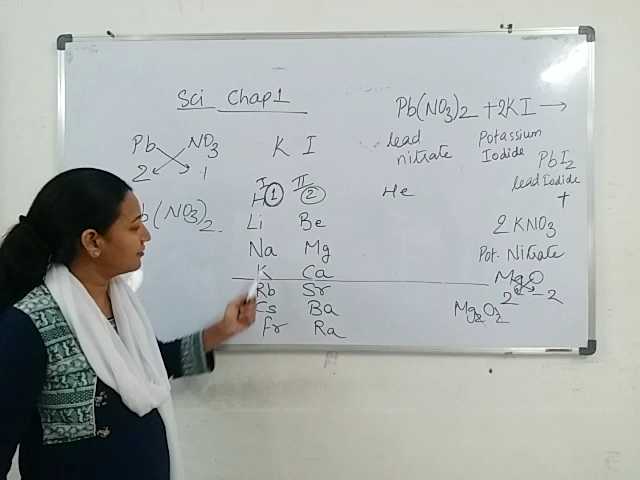 Sci Chap1
Pb(NO3)2 + 2KI →
lead nitrate
Potassium Iodide
PbI2
lead Iodide
+
2 KNO3
Pot. Nitrate
Pb NO3
2 1
b(NO3)2.
K I
He
I II
H 1 2
Li Be
Na Mg
K Ca
Rb Sr
Cs Ba
Fr Ra
MgO
2 -2
Mg2O2